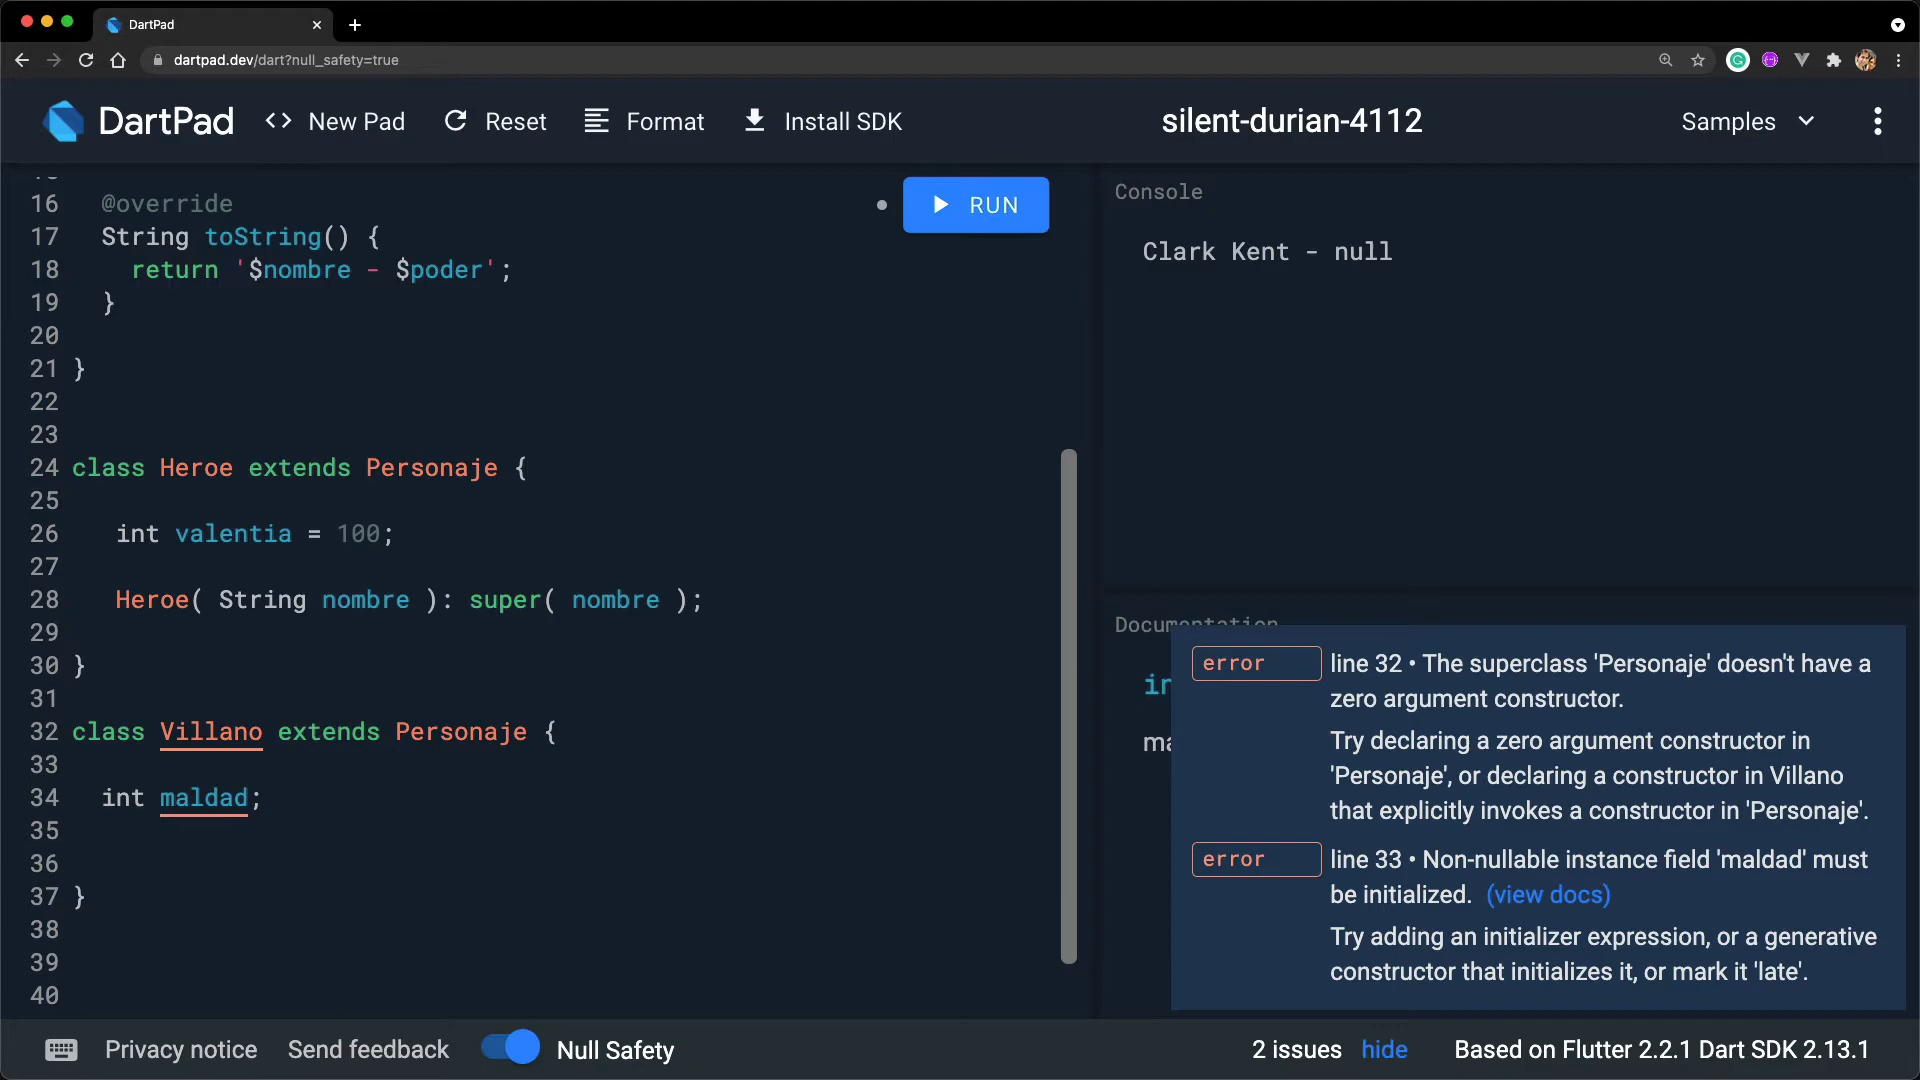 DartPad
dartpad.dev/dart?null_safety=true
DartPad
<> New Pad
Reset
Format
Install SDK
silent-durian-4112
Samples
16 @override
RUN
17 String toString() {
18 return '$nombre - $poder';
19 }
20
21 }
22
23
24 class Heroe extends Personaje {
25
26 int valentia = 100;
27
28 Heroe( String nombre ): super( nombre );
29
30 }
31
32 class Villano extends Personaje {
33
34 int maldad;
35
36
37 }
38
39
40
Console
Clark Kent - null
Documentation
error line 32 • The superclass 'Personaje' doesn't have a
zero argument constructor.
Try declaring a zero argument constructor in
'Personaje', or declaring a constructor in Villano
that explicitly invokes a constructor in 'Personaje'.
error line 33 • Non-nullable instance field 'maldad' must
be initialized. (view docs)
Try adding an initializer expression, or a generative
constructor that initializes it, or mark it 'late'.
Privacy notice
Send feedback
Null Safety
2 issues
hide
Based on Flutter 2.2.1 Dart SDK 2.13.1